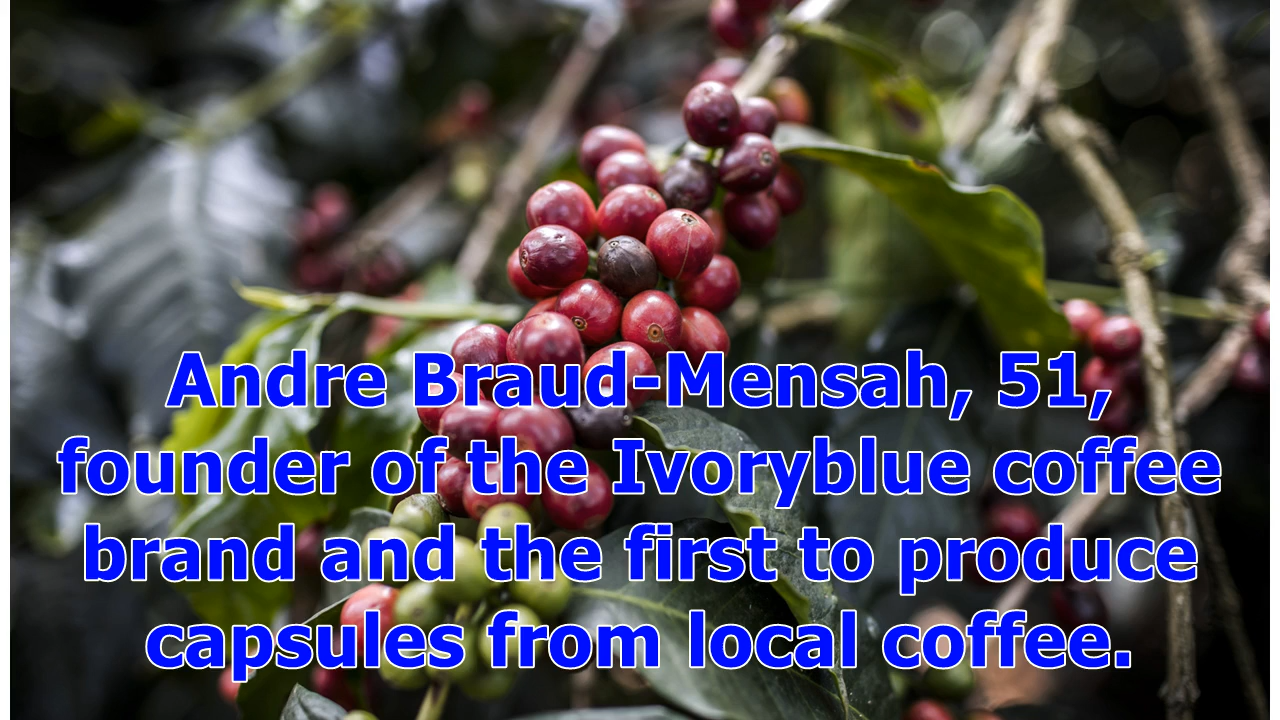 Andre Braud-Mensah, 51,
founder of the Ivoryblue coffee
brand and the first to produce
capsules from local coffee.